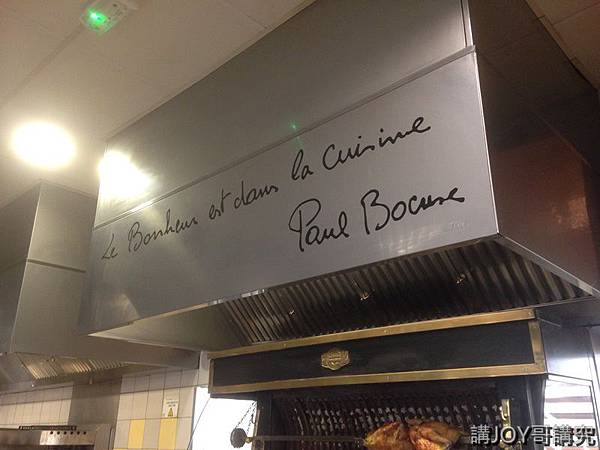 Le Bonheur est dans la cuisine
Paul Bocuse
講JOY哥講究